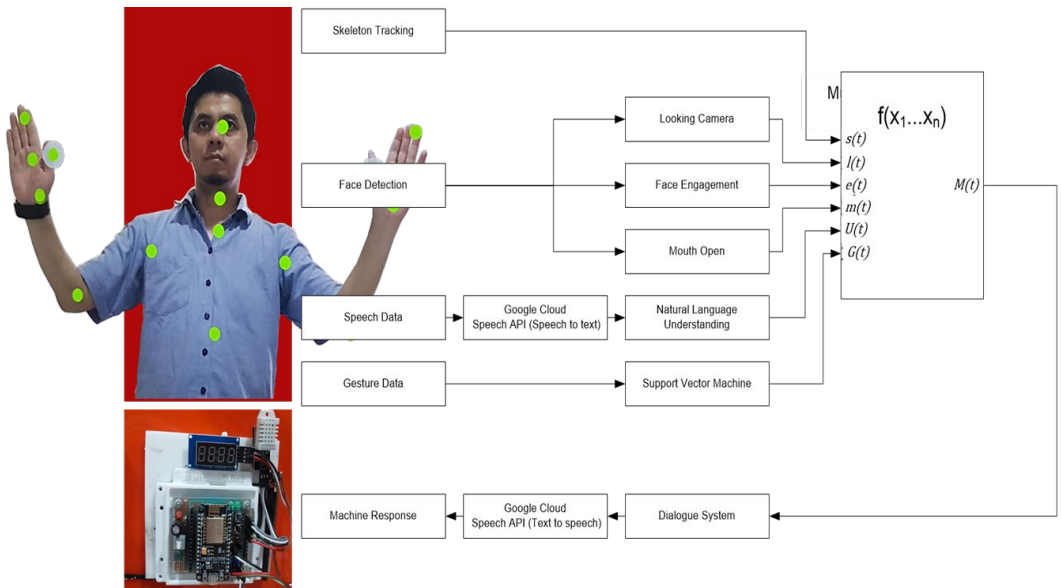 Skeleton Tracking
Looking Camera
Face Detection
Face Engagement
Mouth Open
Speech Data
Google Cloud
Speech API (Speech to text)
Natural Language
Understanding
Gesture Data
Support Vector Machine
f(x₁...xₙ)
s(t)
l(t)
e(t)
m(t)
U(t)
G(t)
M(t)
Machine Response
Google Cloud
Speech API (Text to speech)
Dialogue System